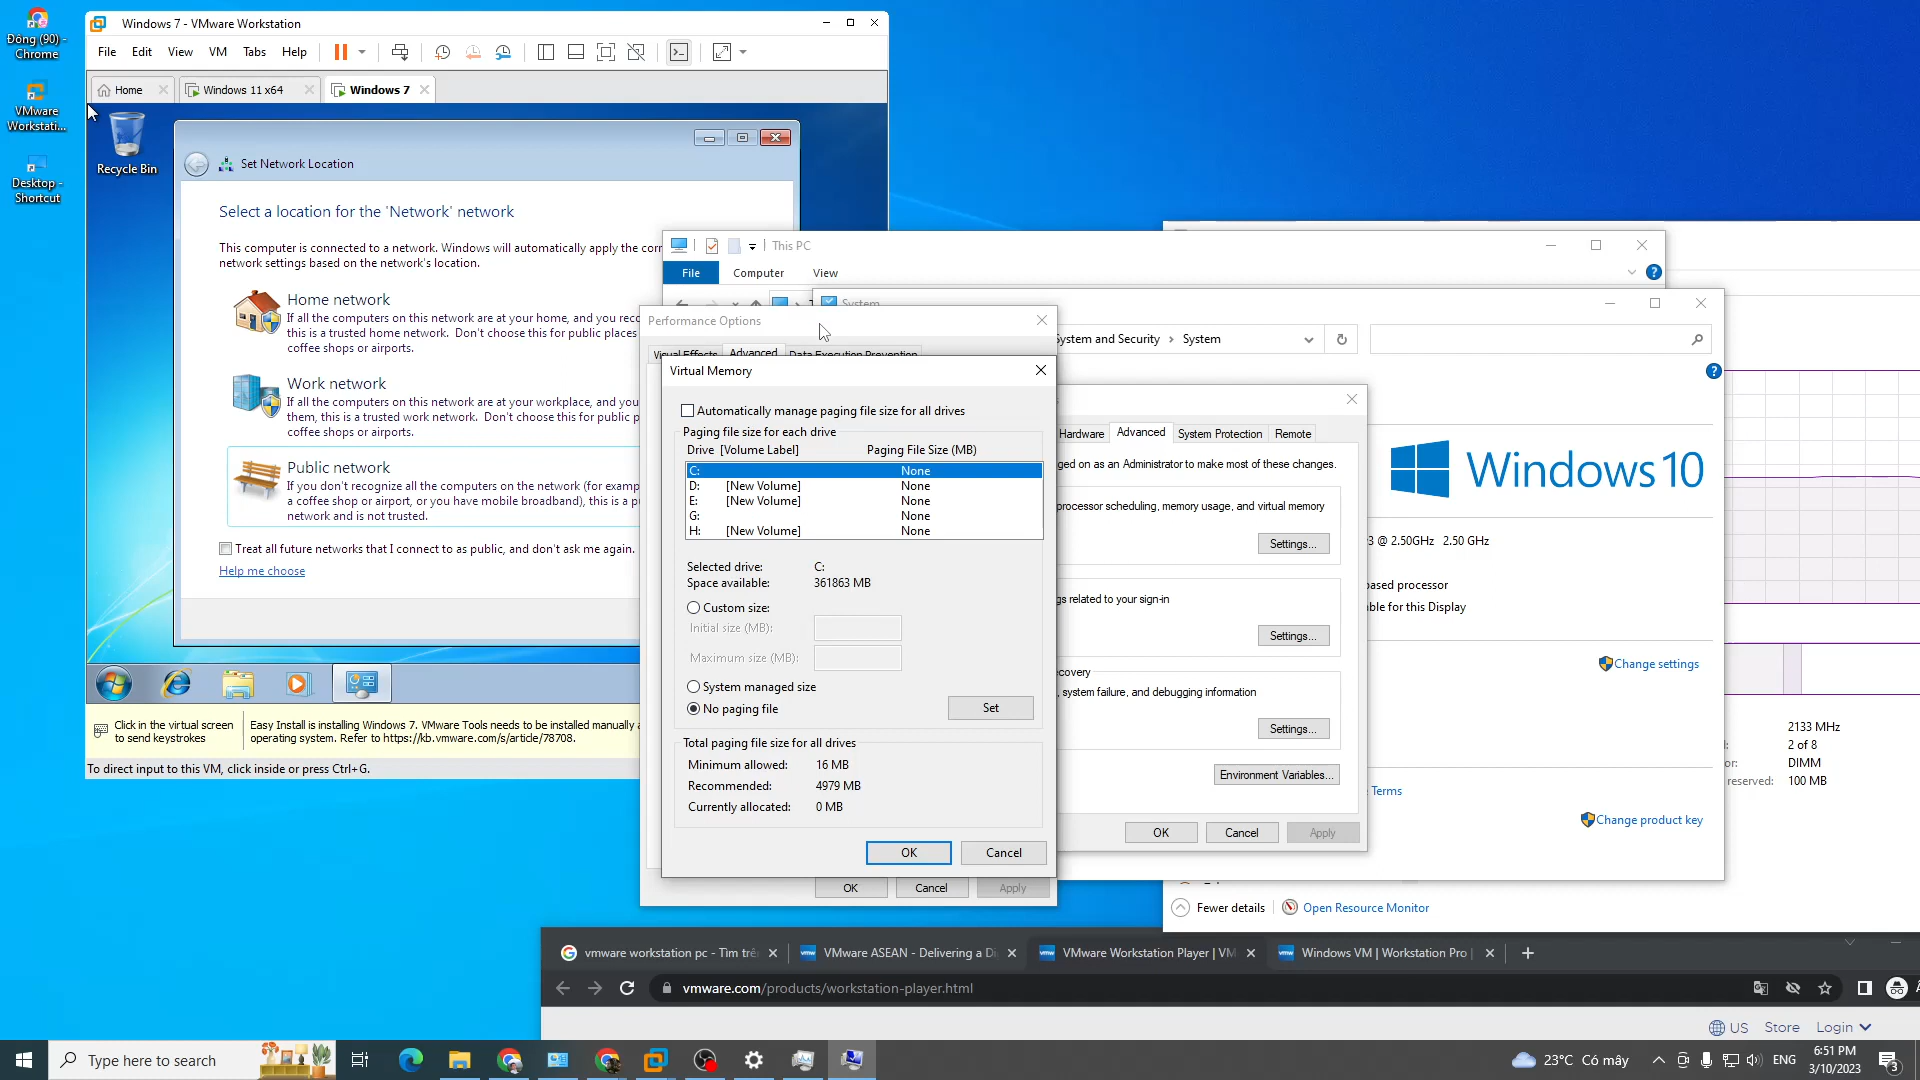 Đông (90) -
Chrome
VMware
Workstati...
Desktop -
Shortcut
Windows 7 - VMware Workstation
File Edit View VM Tabs Help
Home
Windows 11 x64
Windows 7
Recycle Bin
Set Network Location
Select a location for the 'Network' network
This computer is connected to a network. Windows will automatically apply the
network settings based on the network's location.
Home network
If all the computers on this network are at your home, and you
this is a trusted home network. Don't choose this for public places
coffee shops or airports.
Work network
If all the computers on this network are at your workplace, and you
them, this is a trusted work network. Don't choose this for public
coffee shops or airports.
Public network
If you don't recognize all the computers on the network (for
a coffee shop or airport, or you have mobile broadband), this is a
network and is not trusted.
Treat all future networks that I connect to as public, and don't ask me again.
Help me choose
Click in the virtual screen
to send keystrokes
Easy Install is installing Windows 7. VMware Tools needs to be installed manually
operating system. Refer to https://kb.vmware.com/s/article/78708.
To direct input to this VM, click inside or press Ctrl+G.
This PC
File Computer View
System
System and Security > System
Performance Options
Visual Effects Advanced Data Execution Prevention
Virtual Memory
Automatically manage paging file size for all drives
Paging file size for each drive
Drive [Volume Label] Paging File Size (MB)
C: None
D: [New Volume] None
E: [New Volume] None
G: None
H: [New Volume] None
Selected drive: C:
Space available: 361863 MB
Custom size:
Initial size (MB):
Maximum size (MB):
System managed size
No paging file
Set
Total paging file size for all drives
Minimum allowed: 16 MB
Recommended: 4979 MB
Currently allocated: 0 MB
OK Cancel
OK Cancel Apply
Hardware Advanced System Protection Remote
ged on as an Administrator to make most of these changes.
processor scheduling, memory usage, and virtual memory
Settings...
gs related to your sign-in
Settings...
covery
, system failure, and debugging information
Settings...
Environment Variables...
OK Cancel Apply
Windows 10
3 @ 2.50GHz 2.50 GHz
based processor
ble for this Display
Change settings
Terms
Change product key
2133 MHz
2 of 8
DIMM
reserved: 100 MB
Fewer details
Open Resource Monitor
vmware workstation pc - Tìm trê
VMware ASEAN - Delivering a Di
VMware Workstation Player | VM
Windows VM | Workstation Pro |
vmware.com/products/workstation-player.html
US Store Login
Type here to search
23°C Có mây
ENG
6:51 PM
3/10/2023
3